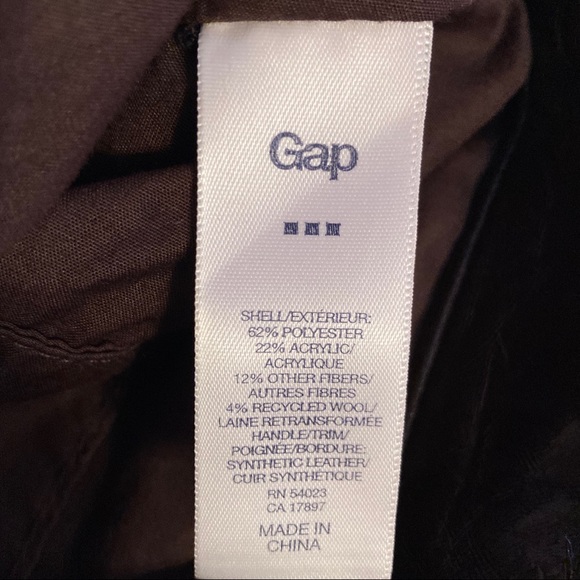 Gap
SHELL/EXTÉRIEUR:
62% POLYESTER
22% ACRYLIC/
ACRYLIQUE
12% OTHER FIBERS/
AUTRES FIBRES
4% RECYCLED WOOL/
LAINE RETRANSFORMÉE
HANDLE/TRIM/
POIGNÉE/BORDURE:
SYNTHETIC LEATHER/
CUIR SYNTHÉTIQUE
RN 54023
CA 17897
MADE IN
CHINA